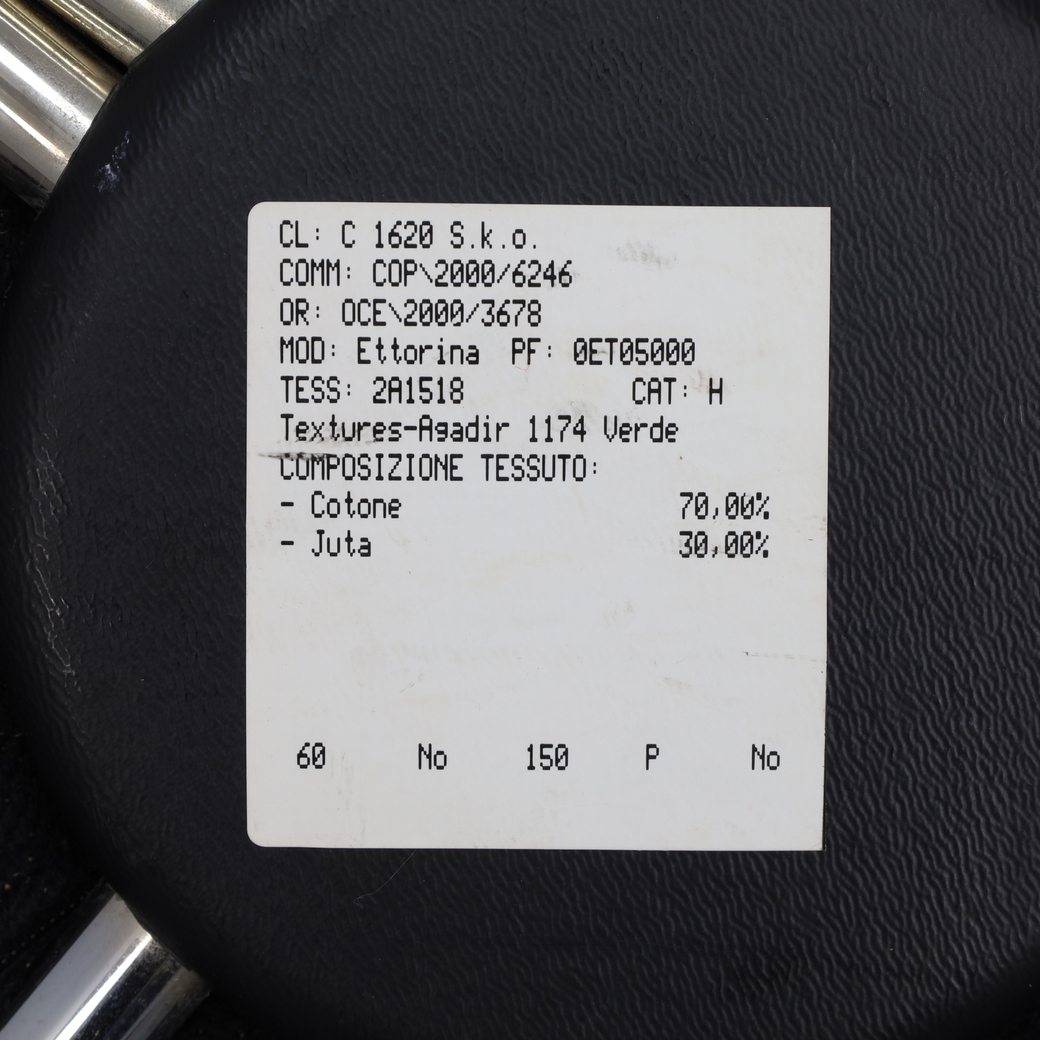 CL: C 1620 S.k.o.
COMM: COP\2000/6246
OR: OCE\2000/3678
MOD: Ettorina PF: 0ET05000
TESS: 2A1518 CAT: H
Textures-Agadir 1174 Verde
COMPOSIZIONE TESSUTO:
- Cotone 70,00%
- Juta 30,00%
60 No 150 P No